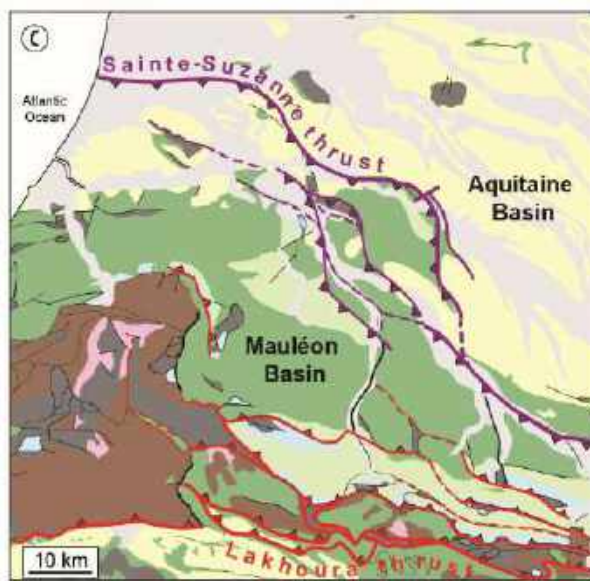 C
Sainte-Suzanne thrust
Atlantic
Ocean
Aquitaine
Basin
Mauléon
Basin
10 km
Lakhoura thrust